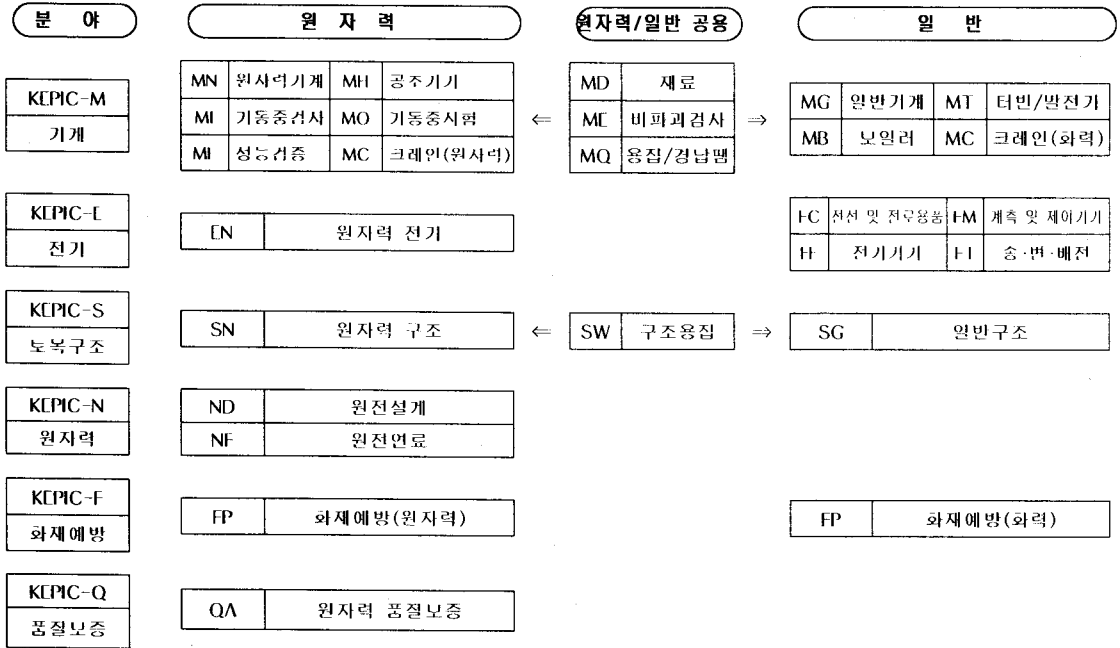 분 야 원 자 력 원자력/일반 공용 일 반
KEPIC-M
기계
MN 원자력기계 MH 공조기기
MI 기동중검사 MO 기동중시험
성능검증 MC 크레인(원자력)
⇐
MD 재료
ME 비파괴검사
MQ 용접/경납땜
⇒
MG 일반기계 MT 터빈/발전기
MB 보일러 MC 크레인(화력)
KEPIC-E
전기
EN 원자력 전기
전선 및 전로용품 EM 계측 및 제어기기
전기기기 송·변·배전
KEPIC-S
토목구조
SN 원자력 구조 ⇐ SW 구조용접 ⇒ SG 일반구조
KEPIC-N
원자력
ND 원전설계
NF 원전연료
KEPIC-F
화재예방
FP 화재예방(원자력) FP 화재예방(화력)
KEPIC-Q
품질보증
QA 원자력 품질보증